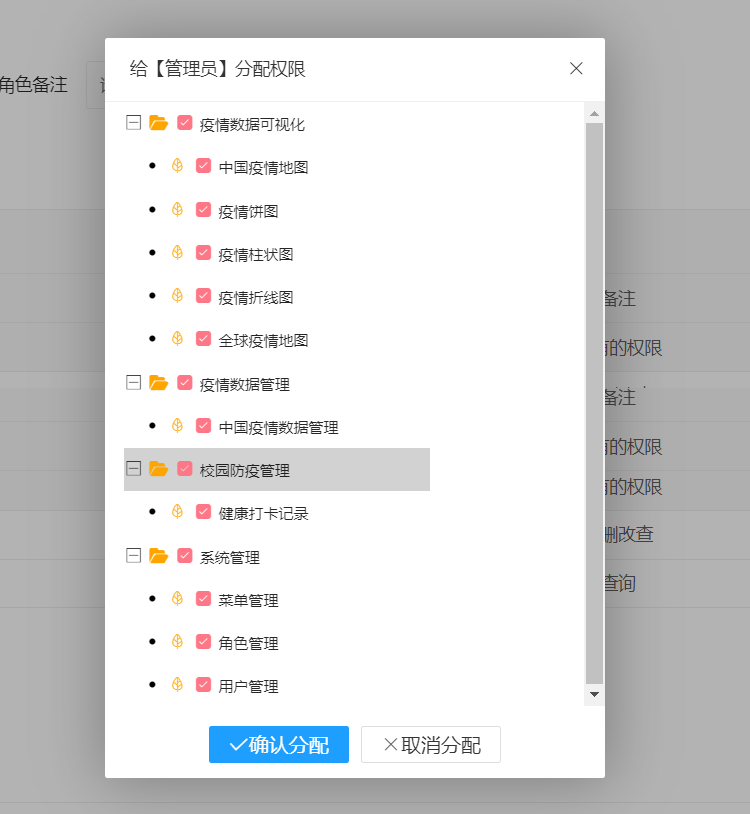 给【管理员】分配权限
角色备注
疫情数据可视化
中国疫情地图
疫情饼图
疫情柱状图
疫情折线图
全球疫情地图
疫情数据管理
中国疫情数据管理
校园防疫管理
健康打卡记录
系统管理
菜单管理
角色管理
用户管理
备注
的权限
备注
的权限
的权限
删改查
查询
确认分配
取消分配